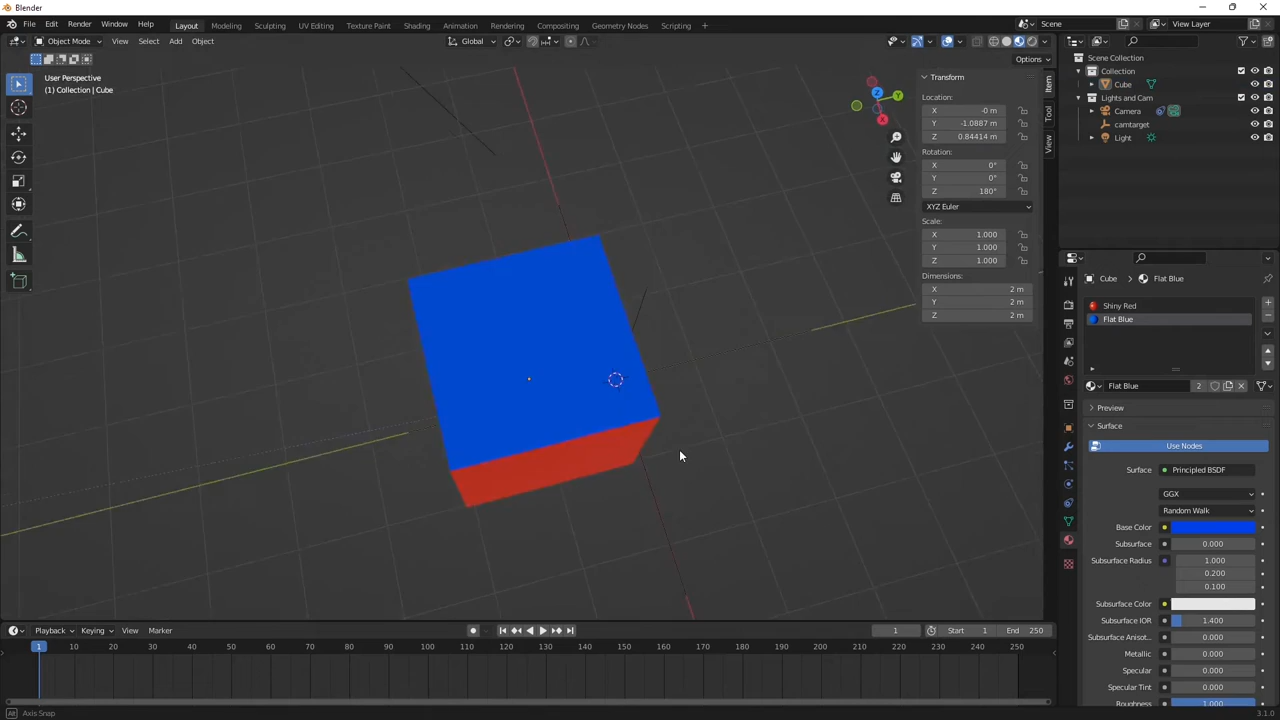 Blender
File Edit Render Window Help Layout Modeling Sculpting UV Editing Texture Paint Shading Animation Rendering Compositing Geometry Nodes Scripting + Scene View Layer
Object Mode View Select Add Object Global
Options
User Perspective
(1) Collection | Cube
Z
Y
X
Item
Tool
View
Transform
Location:
X -0 m
Y -1.0887 m
Z 0.84414 m
Rotation:
X 0°
Y 0°
Z 180°
XYZ Euler
Scale:
X 1.000
Y 1.000
Z 1.000
Dimensions:
X 2 m
Y 2 m
Z 2 m
Scene Collection
Collection
Cube
Lights and Cam
Camera
camtarget
Light
Cube > Flat Blue
Shiny Red
Flat Blue
Flat Blue 2
Preview
Surface
Use Nodes
Surface Principled BSDF
GGX
Random Walk
Base Color
Subsurface 0.000
Subsurface Radius 1.000
0.200
0.100
Subsurface Color
Subsurface IOR 1.400
Subsurface Anisot... 0.000
Metallic 0.000
Specular 0.000
Specular Tint 0.000
Roughness 1.000
Playback Keying View Marker 1 Start 1 End 250
1 10 20 30 40 50 60 70 80 90 100 110 120 130 140 150 160 170 180 190 200 210 220 230 240 250
Alt Axis Snap 3.1.0